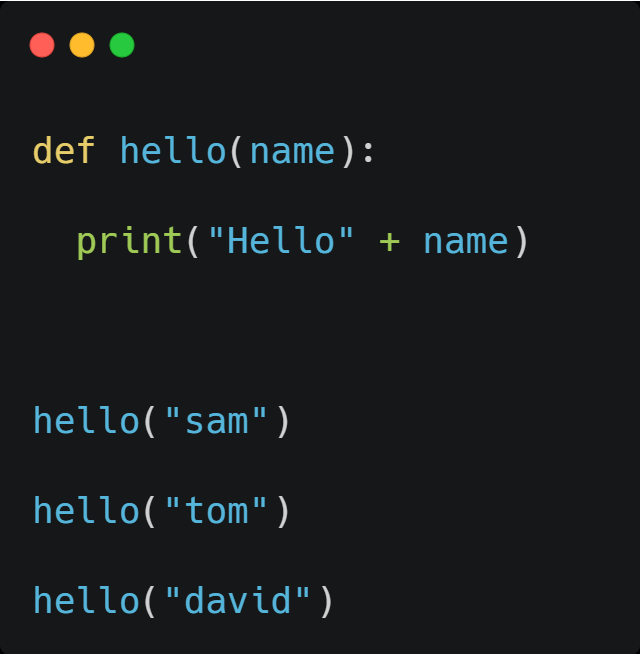 def hello(name):
  print("Hello" + name)
hello("sam")
hello("tom")
hello("david")